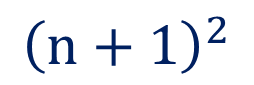 (n + 1)²